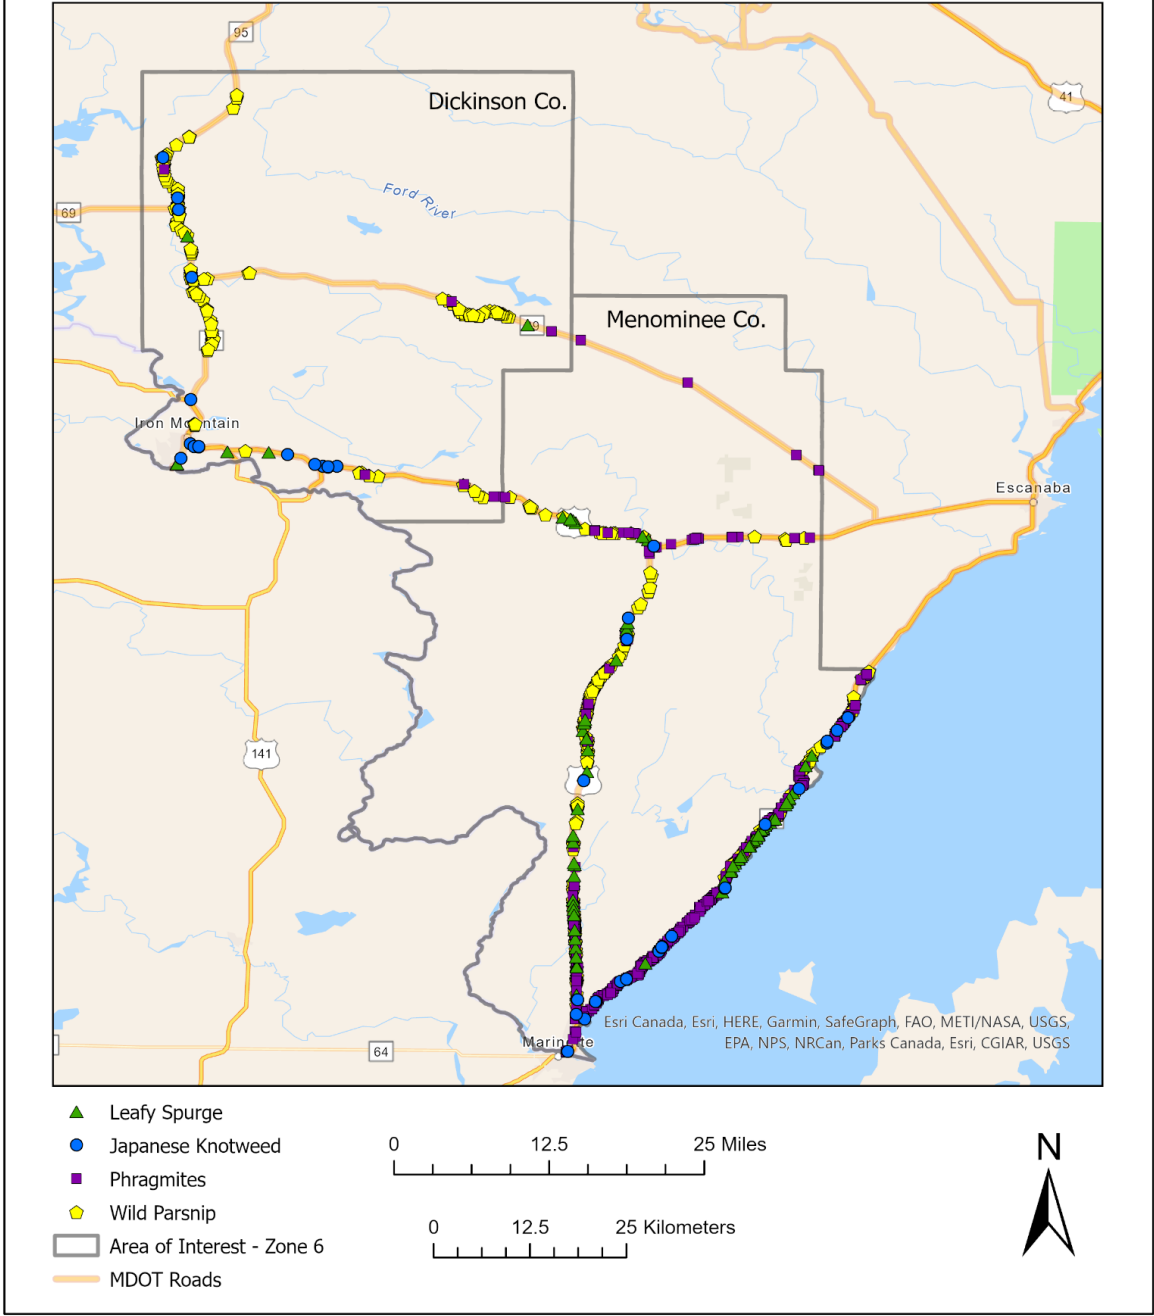 95
Dickinson Co.
41
Ford River
69
9
Menominee Co.
Iron Mountain
Escanaba
141
Esri Canada, Esri, HERE, Garmin, SafeGraph, FAO, METI/NASA, USGS,
EPA, NPS, NRCan, Parks Canada, Esri, CGIAR, USGS
64
Leafy Spurge
Japanese Knotweed
Phragmites
Wild Parsnip
Area of Interest - Zone 6
MDOT Roads
0 12.5 25 Miles
0 12.5 25 Kilometers
N